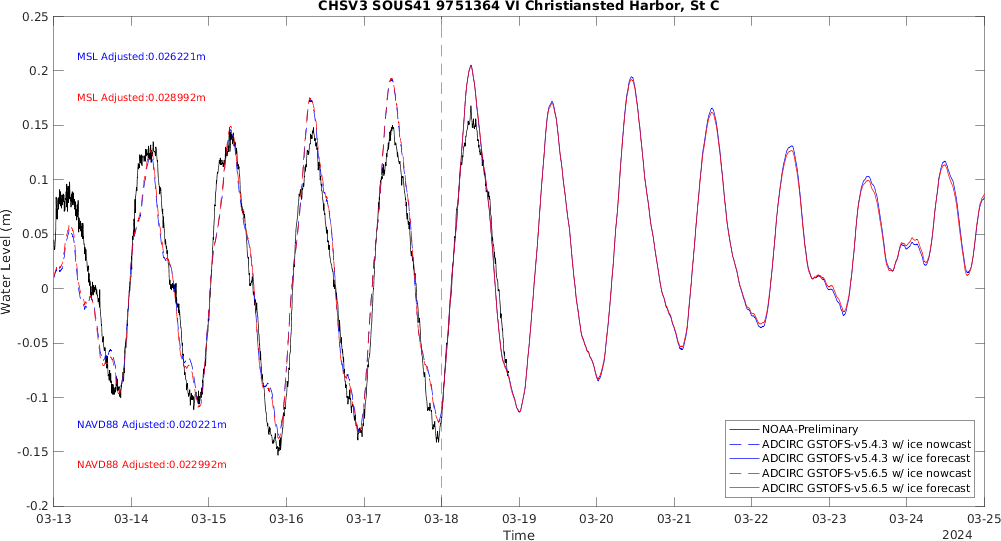 CHSV3 SOUS41 9751364 VI Christiansted Harbor, St C
0.25
0.2
0.15
0.1
0.05
0
-0.05
-0.1
-0.15
-0.2
Water Level (m)
MSL Adjusted:0.026221m
MSL Adjusted:0.028992m
NAVD88 Adjusted:0.020221m
NAVD88 Adjusted:0.022992m
NOAA-Preliminary
ADCIRC GSTOFS-v5.4.3 w/ ice nowcast
ADCIRC GSTOFS-v5.4.3 w/ ice forecast
ADCIRC GSTOFS-v5.6.5 w/ ice nowcast
ADCIRC GSTOFS-v5.6.5 w/ ice forecast
03-13 03-14 03-15 03-16 03-17 03-18 03-19 03-20 03-21 03-22 03-23 03-24 03-25
Time
2024